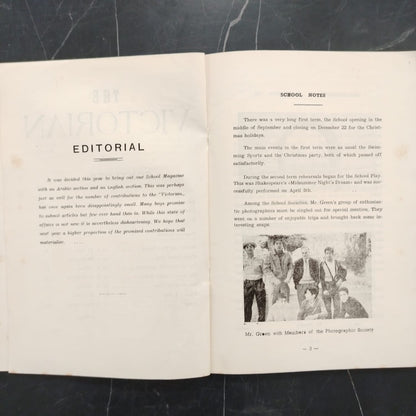 THE
VICTORIAN
EDITORIAL
It was decided this year to bring out our School Magazine
with an Arabic section and an English section. This was perhaps
just as well for the number of contributions to the "Victorian"
has once again been disappointingly small. Many boys promise
to submit articles but few ever hand them in. While this state of
affairs is not new it is nevertheless disheartening. We hope that
next year a higher proportion of the promised contributions will
materialise.
SCHOOL NOTES
There was a very long first term, the School opening in the
middle of September and closing on December 22 for the Christ-
mas holidays.
The main events in the first term were as usual the Swim-
ming Sports and the Christmas party, both of which passed off
satisfactorily.
During the second term rehearsals began for the School Play.
This was Shakespeare's «Midsummer Night's Dream» and was suc-
cessfully performed on April 9th.
Among the School Societies, Mr. Green's group of enthusias-
tic photographers must be singled out for special mention. They
went on a number of enjoyable trips and brought back some in-
teresting snaps.
Mr. Green with Members of the Photographic Society
— 3 —